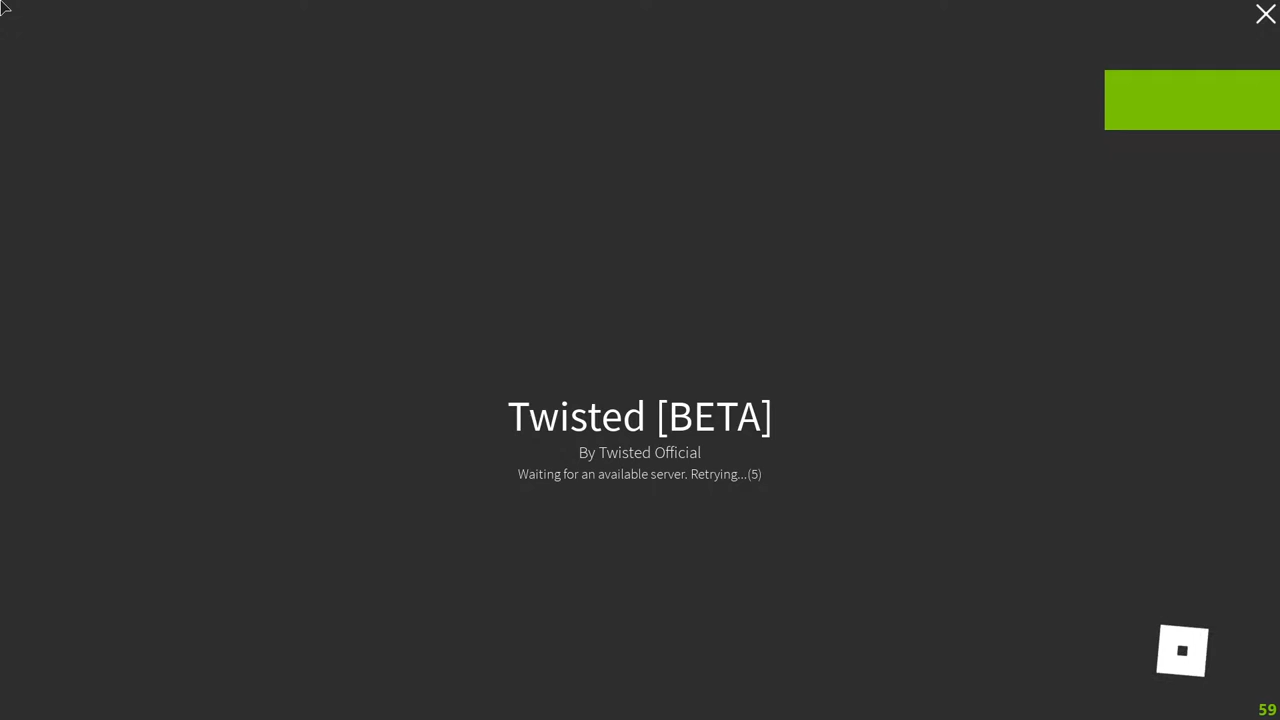 Twisted [BETA]
By Twisted Official
Waiting for an available server. Retrying...(5)
59